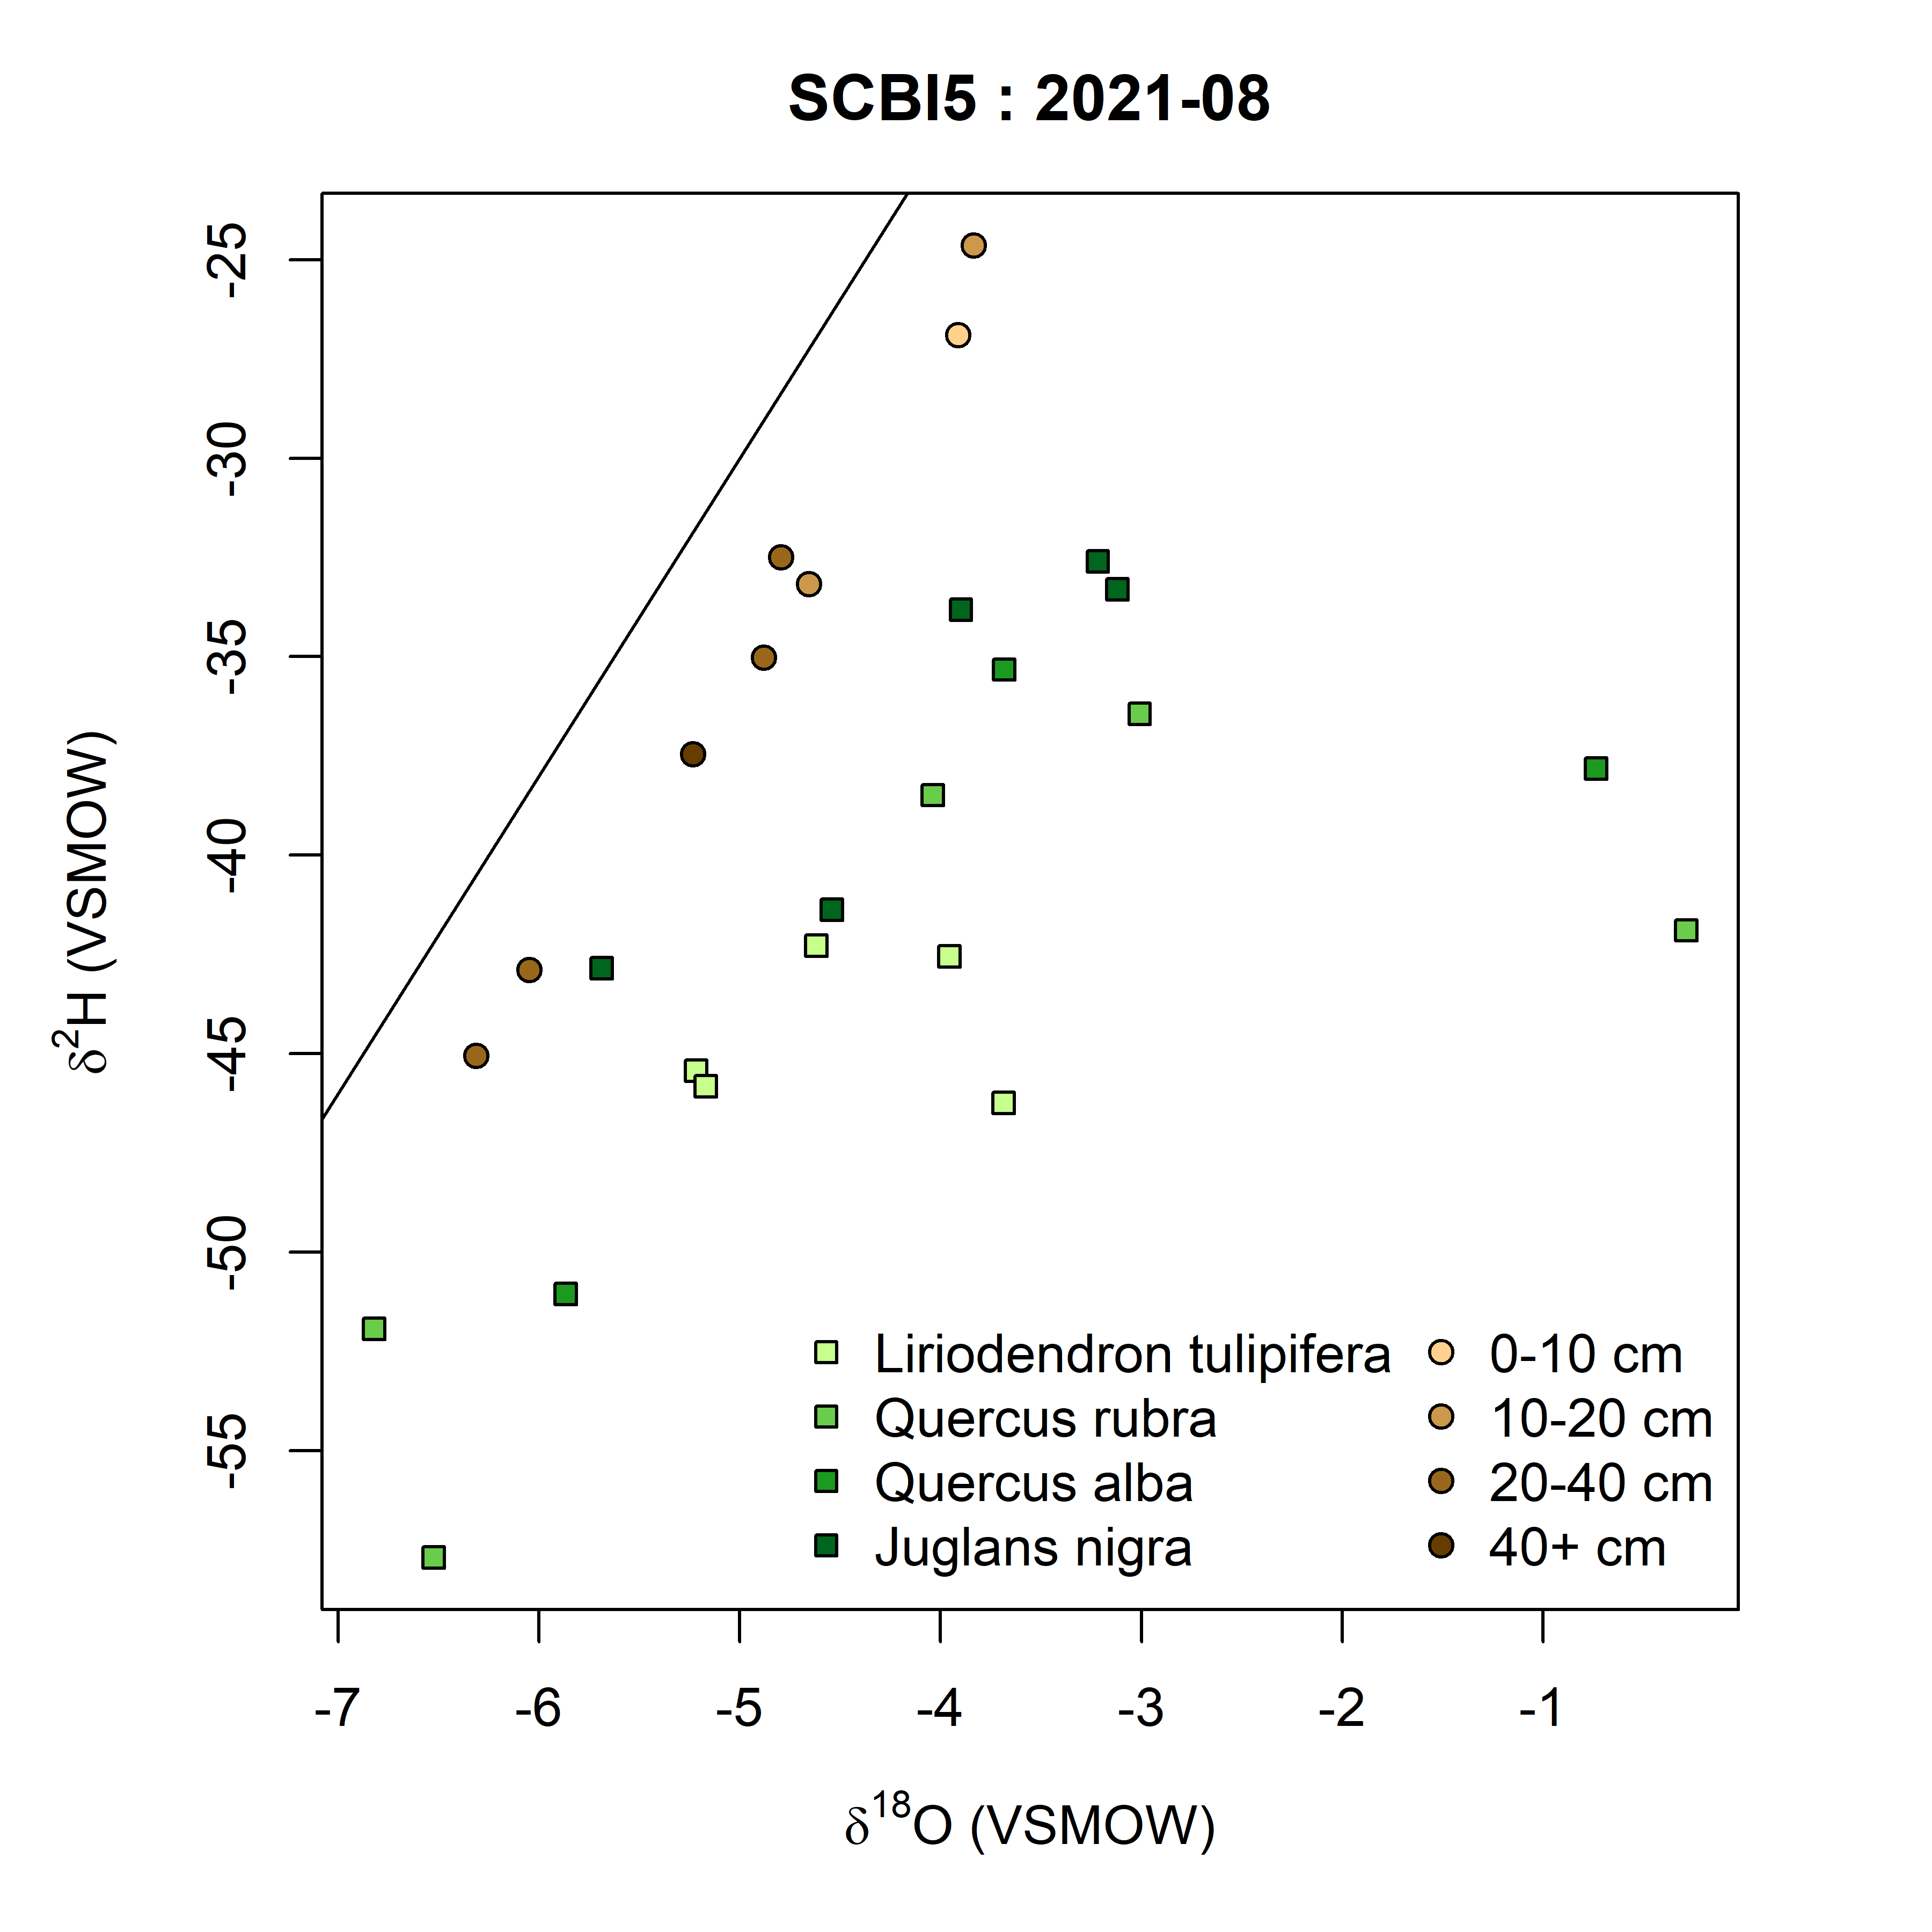 SCBI5 : 2021-08
δ2H (VSMOW)
-25
-30
-35
-40
-45
-50
-55
Liriodendron tulipifera
Quercus rubra
Quercus alba
Juglans nigra
0-10 cm
10-20 cm
20-40 cm
40+ cm
-7 -6 -5 -4 -3 -2 -1
δ18O (VSMOW)